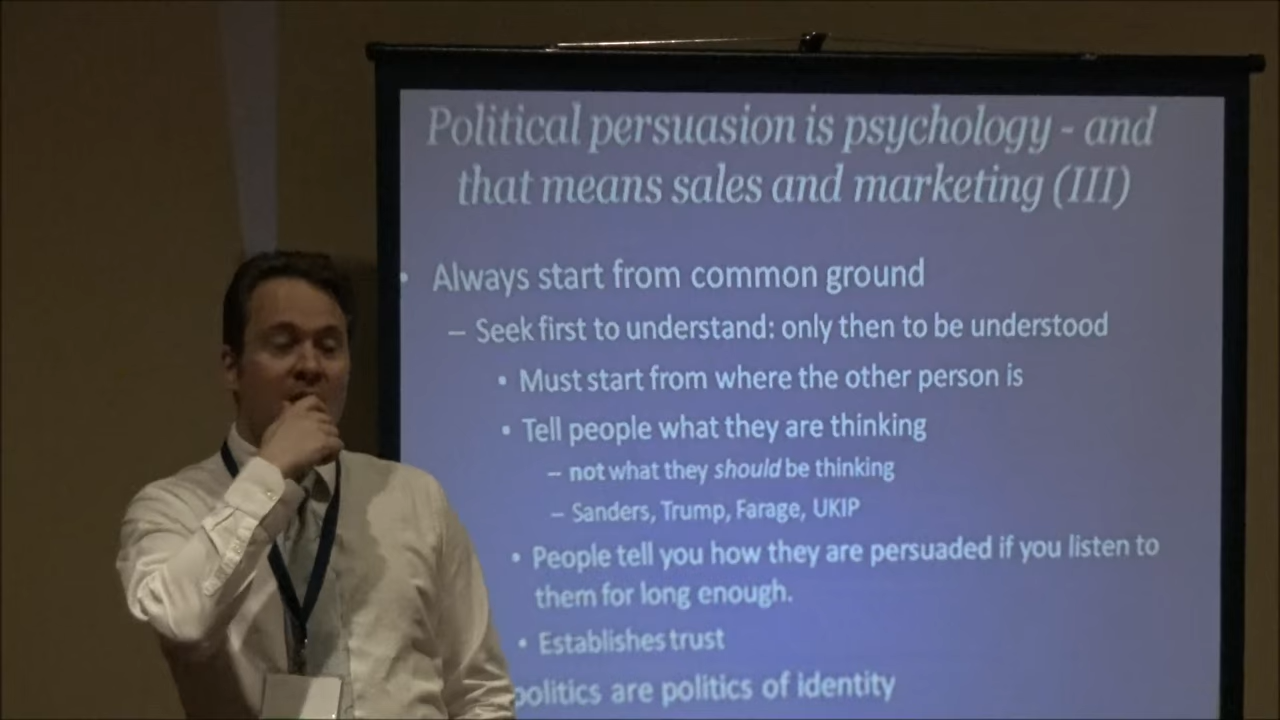 Political persuasion is psychology - and
that means sales and marketing (III)
• Always start from common ground
– Seek first to understand: only then to be understood
• Must start from where the other person is
• Tell people what they are thinking
– not what they should be thinking
– Sanders, Trump, Farage, UKIP
• People tell you how they are persuaded if you listen to
them for long enough.
• Establishes trust
politics are politics of identity